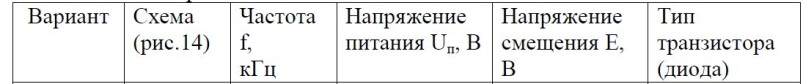 Вариант
Схема
(рис.14)
Частота
f,
кГц
Напряжение
питания Uп, В
Напряжение
смещения E,
В
Тип
транзистора
(диода)